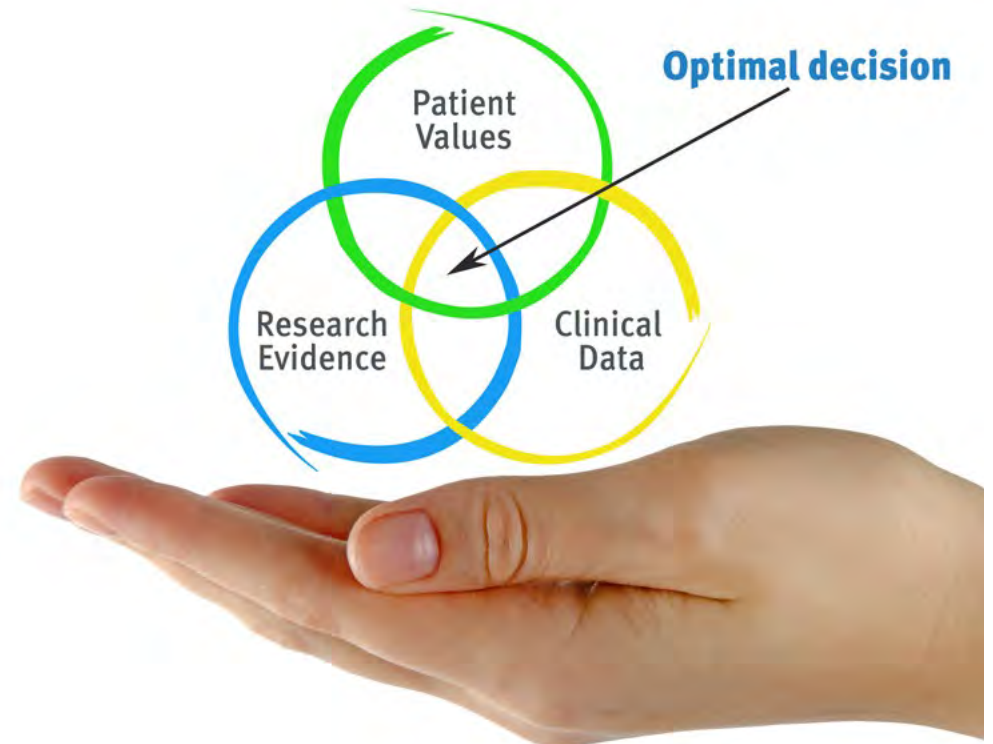 Optimal decision
Patient
Values
Research
Evidence
Clinical
Data